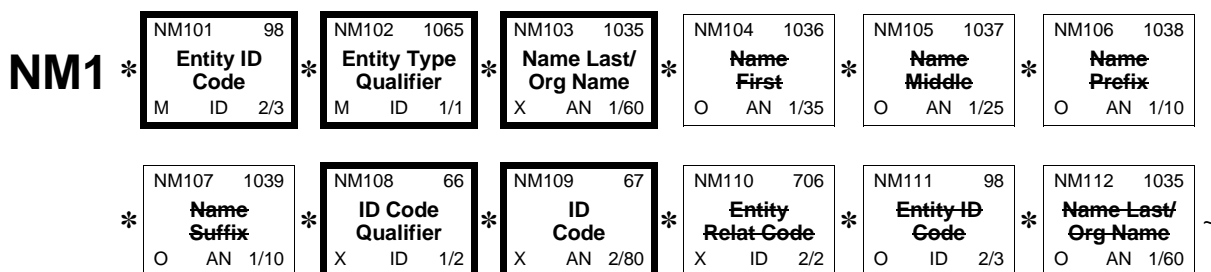 NM101 98 NM102 1065 NM103 1035 NM104 1036 NM105 1037 NM106 1038
NM1 * Entity ID Code * Entity Type Qualifier * Name Last/ Org Name * Name First * Name Middle * Name Prefix
M ID 2/3 M ID 1/1 X AN 1/60 O AN 1/35 O AN 1/25 O AN 1/10
NM107 1039 NM108 66 NM109 67 NM110 706 NM111 98 NM112 1035
* Name Suffix * ID Code Qualifier * ID Code * Entity Relat Code * Entity ID Code * Name Last/ Org Name ~
O AN 1/10 X ID 1/2 X AN 2/80 X ID 2/2 O ID 2/3 O AN 1/60